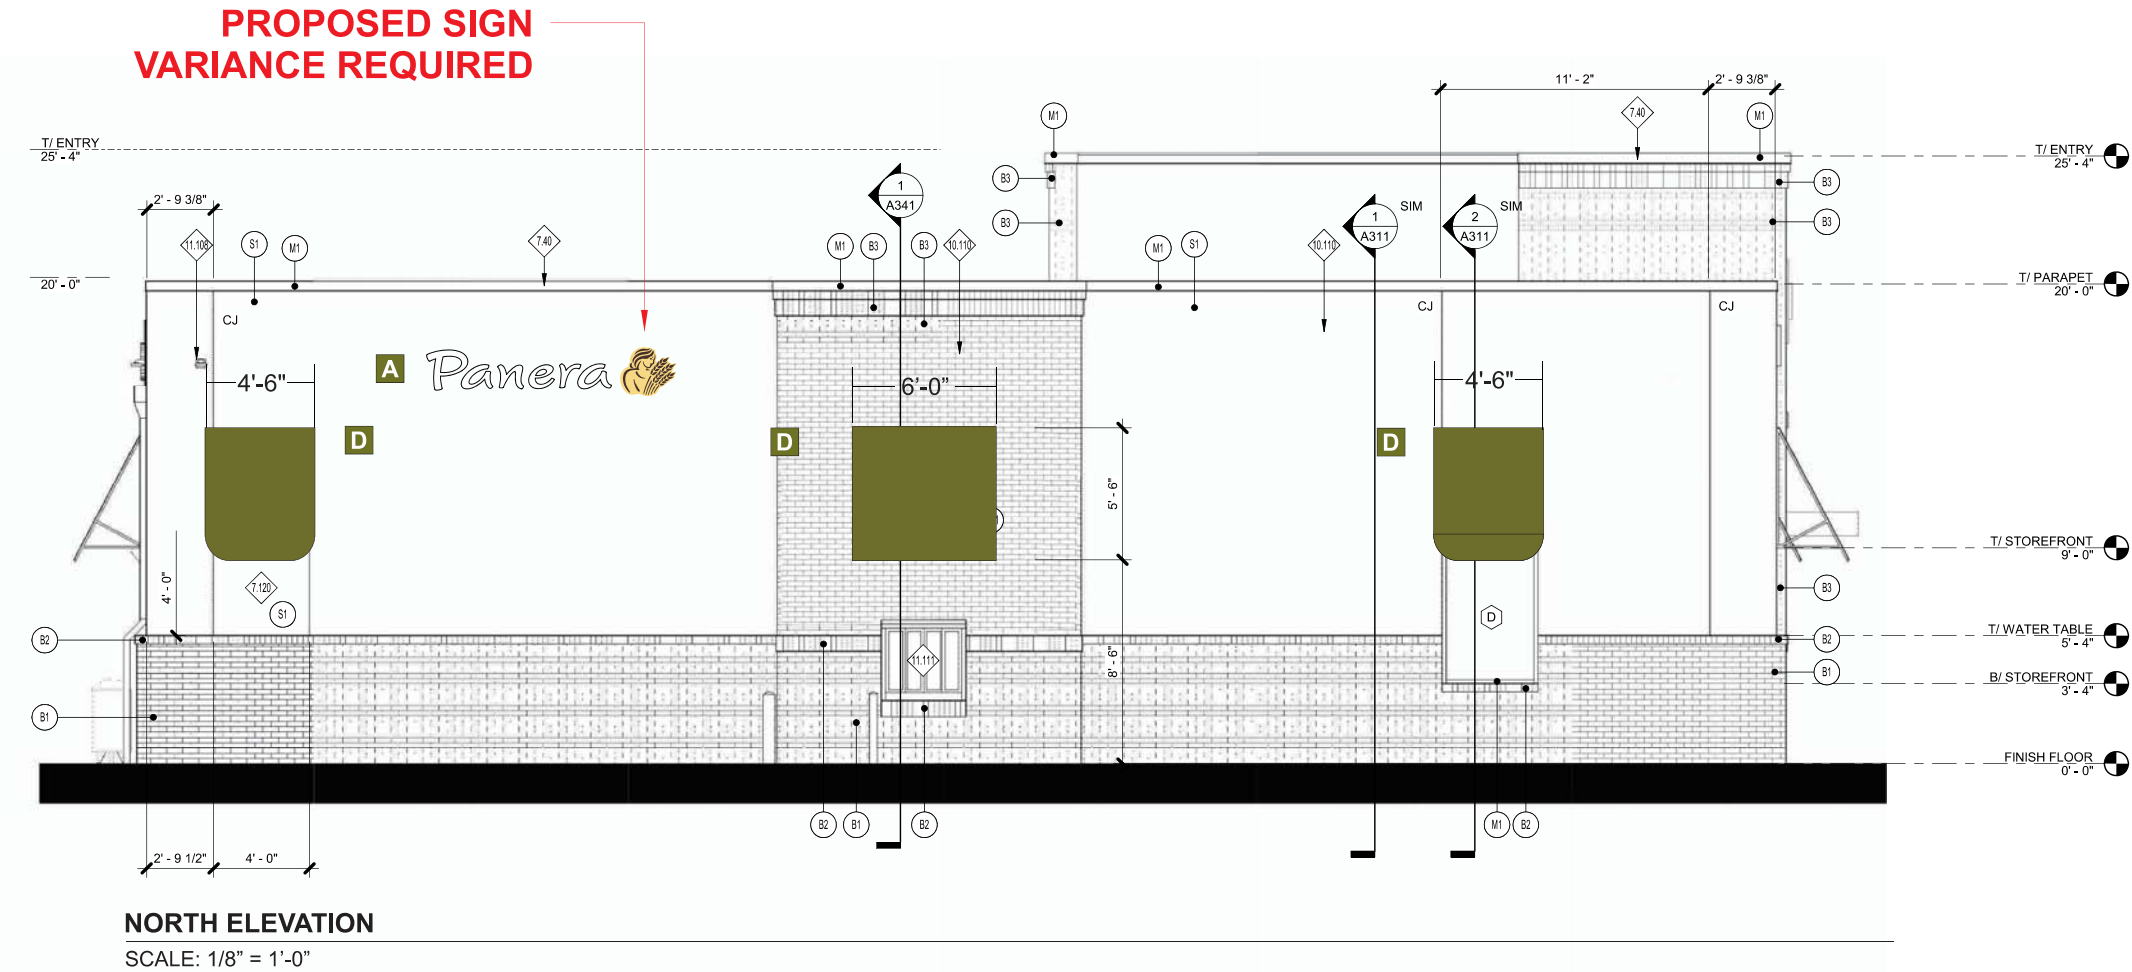 PROPOSED SIGN
VARIANCE REQUIRED
11' - 2"
2' - 9 3/8"
M1
7.40
M1
T/ ENTRY
25' - 4"
T/ ENTRY
25' - 4"
B3
B3
2' - 9 3/8"
1
A341
SIM
SIM
1
A311
2
A311
B3
B3
11.108
S1
M1
7.40
M1
B3
B3
10.110
M1
S1
10.110
20' - 0"
T/ PARAPET
20' - 0"
CJ
CJ
CJ
A
Panera
4'-6"
6'-0”
4'-6"
D
D
D
5' - 6"
T/ STOREFRONT
9' - 0"
4' - 0"
7.120
S1
D
B3
B2
T/ WATER TABLE
5' - 4"
B2
11.111
8' - 6"
B1
B/ STOREFRONT
3' - 4"
B1
FINISH FLOOR
0' - 0"
B2
B1
B2
M1
B2
2' - 9 1/2"
4' - 0"
NORTH ELEVATION
SCALE: 1/8” = 1’-0”